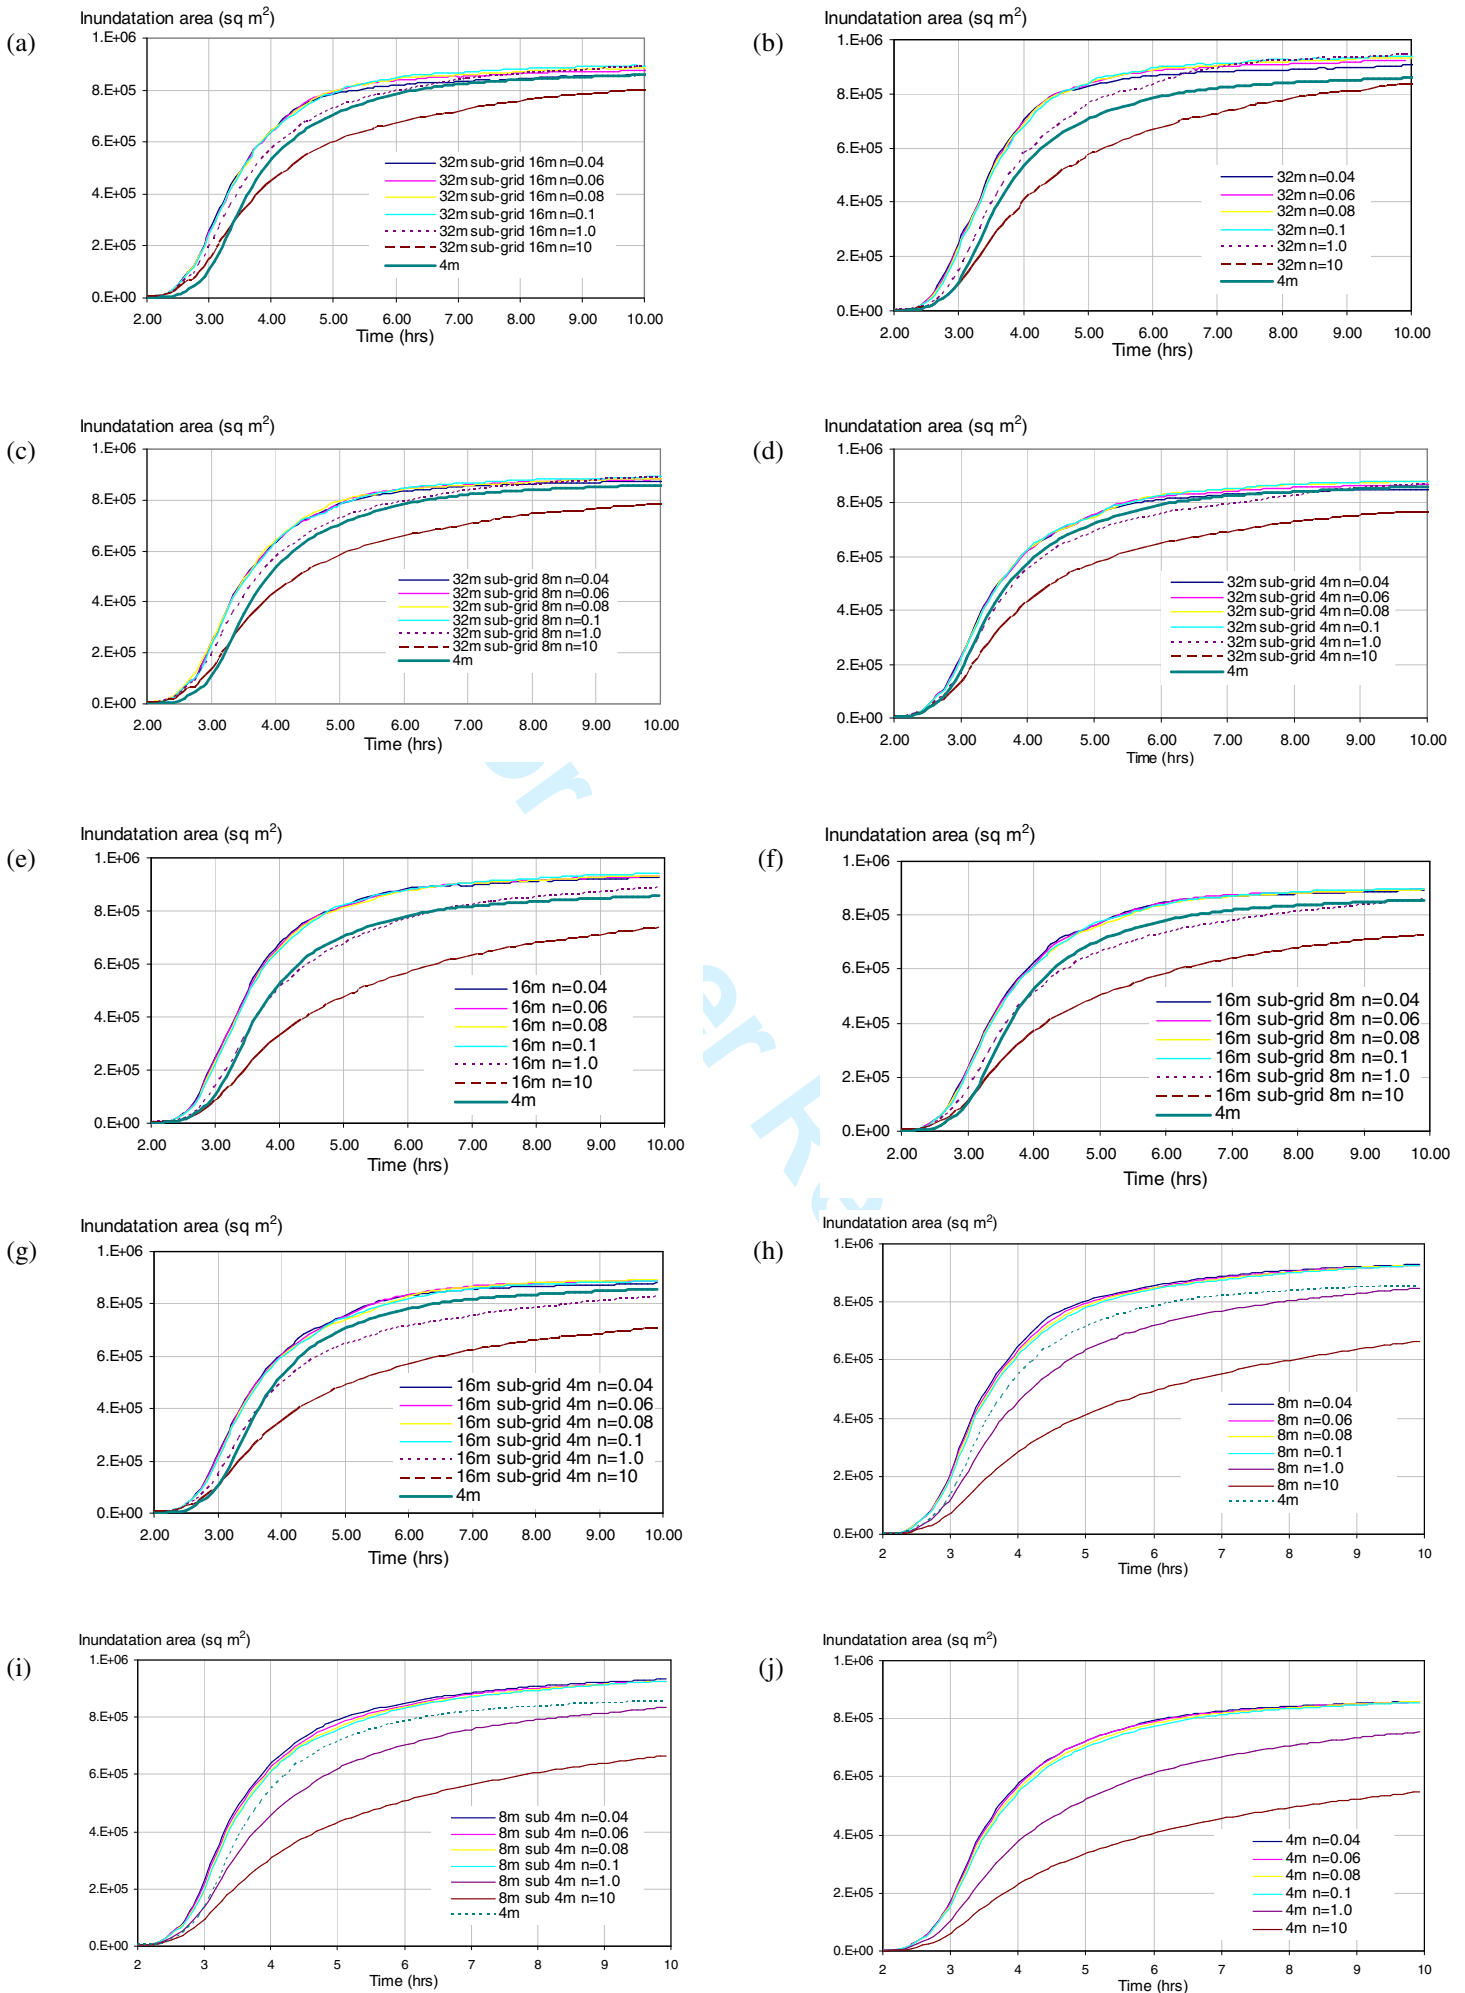 Inundatation area (sq m²)
(a)
1.E+06
8.E+05
6.E+05
4.E+05
2.E+05
0.E+00
32m sub-grid 16m n=0.04
32m sub-grid 16m n=0.06
32m sub-grid 16m n=0.08
32m sub-grid 16m n=0.1
32m sub-grid 16m n=1.0
32m sub-grid 16m n=10
4m
2.00 3.00 4.00 5.00 6.00 7.00 8.00 9.00 10.00
Time (hrs)
Inundatation area (sq m²)
(b)
1.E+06
8.E+05
6.E+05
4.E+05
2.E+05
0.E+00
32m n=0.04
32m n=0.06
32m n=0.08
32m n=0.1
32m n=1.0
32m n=10
4m
2.00 3.00 4.00 5.00 6.00 7.00 8.00 9.00 10.00
Time (hrs)
Inundatation area (sq m²)
(c)
1.E+06
8.E+05
6.E+05
4.E+05
2.E+05
0.E+00
32m sub-grid 8m n=0.04
32m sub-grid 8m n=0.06
32m sub-grid 8m n=0.08
32m sub-grid 8m n=0.1
32m sub-grid 8m n=1.0
32m sub-grid 8m n=10
4m
2.00 3.00 4.00 5.00 6.00 7.00 8.00 9.00 10.00
Time (hrs)
Inundatation area (sq m²)
(d)
1.E+06
8.E+05
6.E+05
4.E+05
2.E+05
0.E+00
32m sub-grid 4m n=0.04
32m sub-grid 4m n=0.06
32m sub-grid 4m n=0.08
32m sub-grid 4m n=0.1
32m sub-grid 4m n=1.0
32m sub-grid 4m n=10
4m
2.00 3.00 4.00 5.00 6.00 7.00 8.00 9.00 10.00
Time (hrs)
Inundatation area (sq m²)
(e)
1.E+06
8.E+05
6.E+05
4.E+05
2.E+05
0.E+00
16m n=0.04
16m n=0.06
16m n=0.08
16m n=0.1
16m n=1.0
16m n=10
4m
2.00 3.00 4.00 5.00 6.00 7.00 8.00 9.00 10.00
Time (hrs)
Inundatation area (sq m²)
(f)
1.E+06
8.E+05
6.E+05
4.E+05
2.E+05
0.E+00
16m sub-grid 8m n=0.04
16m sub-grid 8m n=0.06
16m sub-grid 8m n=0.08
16m sub-grid 8m n=0.1
16m sub-grid 8m n=1.0
16m sub-grid 8m n=10
4m
2.00 3.00 4.00 5.00 6.00 7.00 8.00 9.00 10.00
Time (hrs)
Inundatation area (sq m²)
(g)
1.E+06
8.E+05
6.E+05
4.E+05
2.E+05
0.E+00
16m sub-grid 4m n=0.04
16m sub-grid 4m n=0.06
16m sub-grid 4m n=0.08
16m sub-grid 4m n=0.1
16m sub-grid 4m n=1.0
16m sub-grid 4m n=10
4m
2.00 3.00 4.00 5.00 6.00 7.00 8.00 9.00 10.00
Time (hrs)
Inundatation area (sq m²)
(h)
1.E+06
8.E+05
6.E+05
4.E+05
2.E+05
0.E+00
8m n=0.04
8m n=0.06
8m n=0.08
8m n=0.1
8m n=1.0
8m n=10
4m
2 3 4 5 6 7 8 9 10
Time (hrs)
Inundatation area (sq m²)
(i)
1.E+06
8.E+05
6.E+05
4.E+05
2.E+05
0.E+00
8m sub 4m n=0.04
8m sub 4m n=0.06
8m sub 4m n=0.08
8m sub 4m n=0.1
8m sub 4m n=1.0
8m sub 4m n=10
4m
2 3 4 5 6 7 8 9 10
Time (hrs)
Inundatation area (sq m²)
(j)
1.E+06
8.E+05
6.E+05
4.E+05
2.E+05
0.E+00
4m n=0.04
4m n=0.06
4m n=0.08
4m n=0.1
4m n=1.0
4m n=10
2 3 4 5 6 7 8 9 10
Time (hrs)